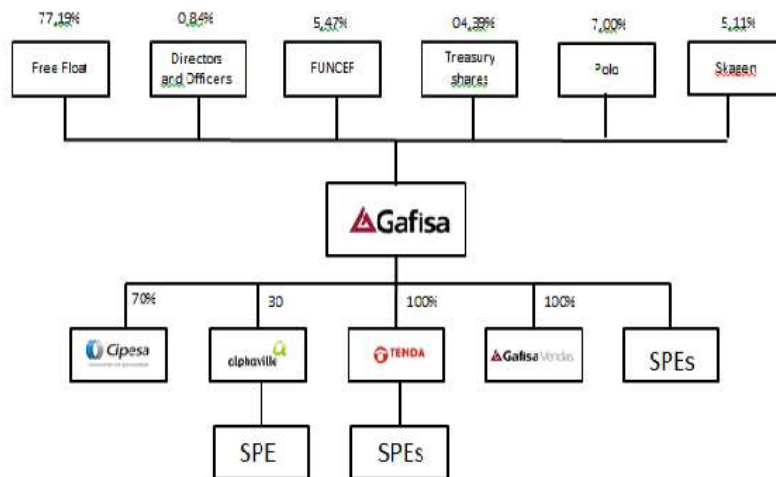 77,19%
0,84%
5,47%
04,39%
7,00%
5,11%
Free Float
Directors
and Officers
FUNCEF
Treasury
shares
Polo
Skagen
Gafisa
70%
30
100%
100%
Cipesa
alphaville
TENDA
Gafisa Vendas
SPEs
SPE
SPEs